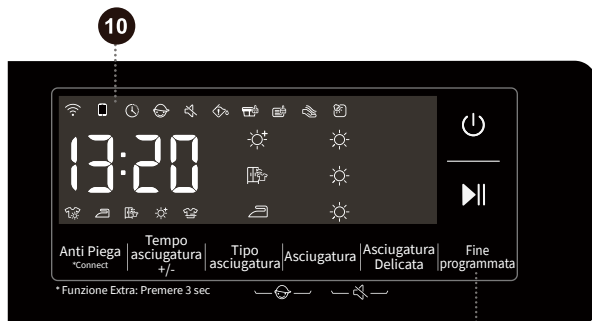 10
13:20
Anti Piega
*Connect
Tempo
asciugatura
+/-
Tipo
asciugatura
Asciugatura
Asciugatura
Delicata
Fine
programmata
* Funzione Extra: Premere 3 sec